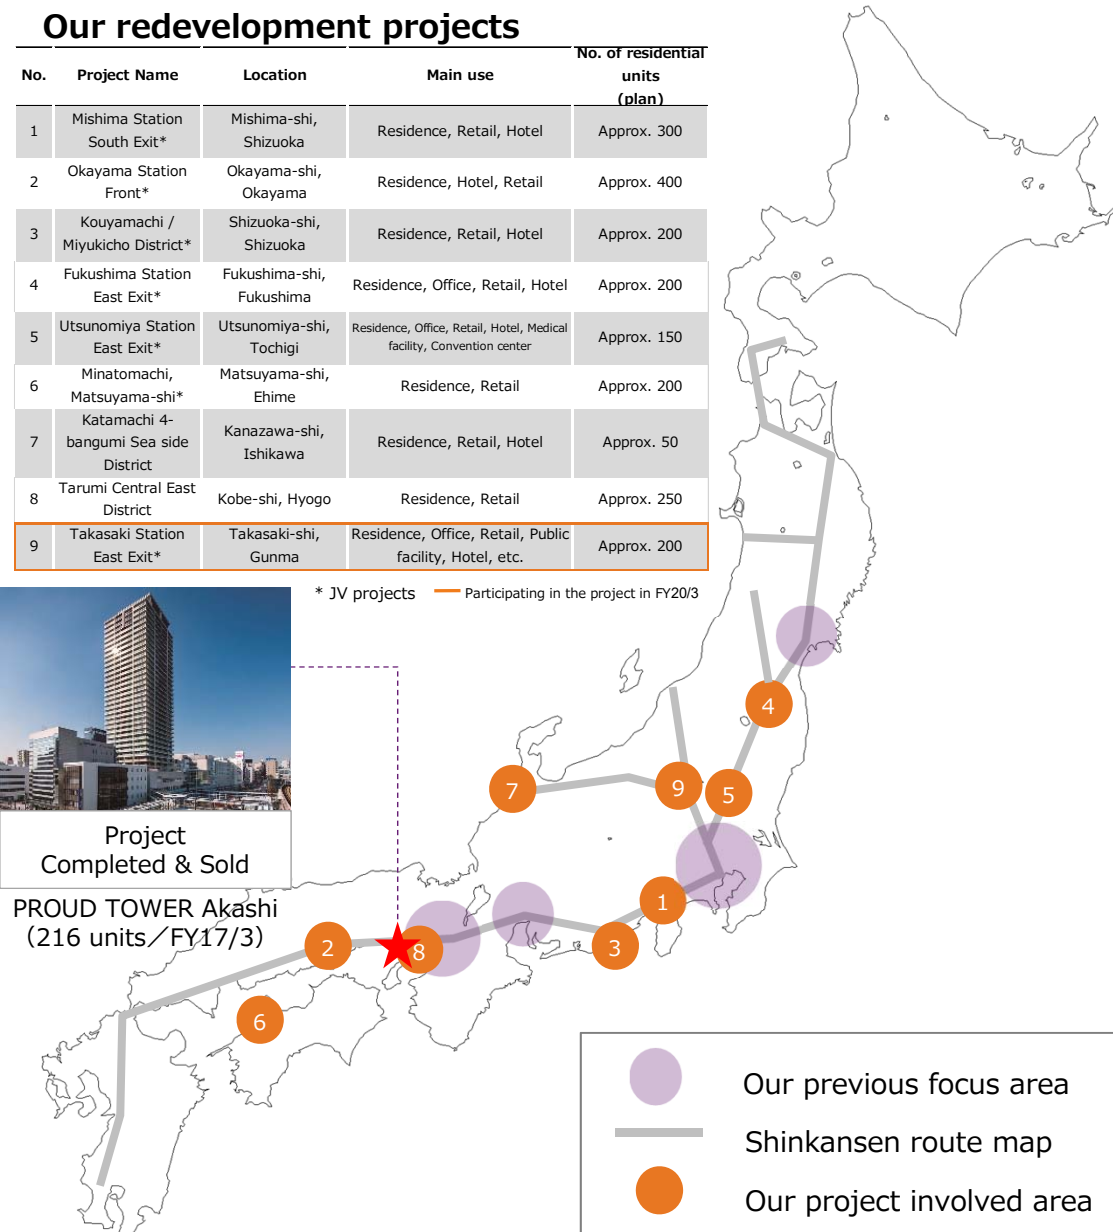 Our redevelopment projects
No. Project Name Location Main use No. of residential
units
(plan)
1 Mishima Station
South Exit* Mishima-shi,
Shizuoka Residence, Retail, Hotel Approx. 300
2 Okayama Station
Front* Okayama-shi,
Okayama Residence, Hotel, Retail Approx. 400
3 Kouyamachi /
Miyukicho District* Shizuoka-shi,
Shizuoka Residence, Retail, Hotel Approx. 200
4 Fukushima Station
East Exit* Fukushima-shi,
Fukushima Residence, Office, Retail, Hotel Approx. 200
5 Utsunomiya Station
East Exit* Utsunomiya-shi,
Tochigi Residence, Office, Retail, Hotel, Medical
facility, Convention center Approx. 150
6 Minatomachi,
Matsuyama-shi* Matsuyama-shi,
Ehime Residence, Retail Approx. 200
7 Katamachi 4-
bangumi Sea side
District Kanazawa-shi,
Ishikawa Residence, Retail, Hotel Approx. 50
8 Tarumi Central East
District Kobe-shi, Hyogo Residence, Retail Approx. 250
9 Takasaki Station
East Exit* Takasaki-shi,
Gunma Residence, Office, Retail, Public
facility, Hotel, etc. Approx. 200
* JV projects Participating in the project in FY20/3
4
7
9
5
1
2
8
3
6
Project
Completed & Sold
PROUD TOWER Akashi
(216 units／FY17/3)
Our previous focus area
Shinkansen route map
Our project involved area